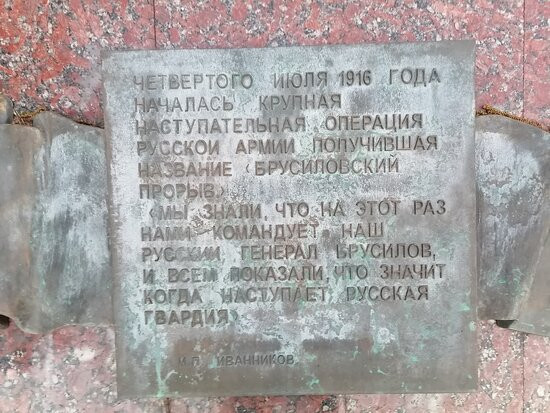 ЧЕТВЕРТОГО ИЮЛЯ 1916 ГОДА
НАЧАЛАСЬ КРУПНАЯ
НАСТУПАТЕЛЬНАЯ ОПЕРАЦИЯ
РУССКОЙ АРМИИ ПОЛУЧИВШАЯ
НАЗВАНИЕ «БРУСИЛОВСКИЙ
ПРОРЫВ»
«МЫ ЗНАЛИ, ЧТО НА ЭТОТ РАЗ
НАМИ КОМАНДУЕТ НАШ
РУССКИЙ ГЕНЕРАЛ БРУСИЛОВ,
И ВСЕМ ПОКАЗАЛИ, ЧТО ЗНАЧИТ
КОГДА НАСТУПАЕТ РУССКАЯ
ГВАРДИЯ»
И.П. ИВАННИКОВ